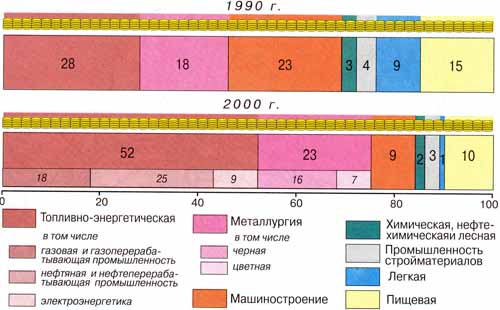 1990 г.
28 18 23 3 4 9 15
2000 г.
52 23 9 2 3 1 10
18 25 9 16 7
0 20 40 60 80 100
Топливно-энергетическая
в том числе
газовая и газоперераба-
тывающая промышленность
нефтяная и нефтеперераба-
тывающая промышленность
электроэнергетика
Металлургия
в том числе
черная
цветная
Машиностроение
Химическая, нефте-
химическаяи лесная
Промышленность
стройматериалов
Легкая
Пищевая